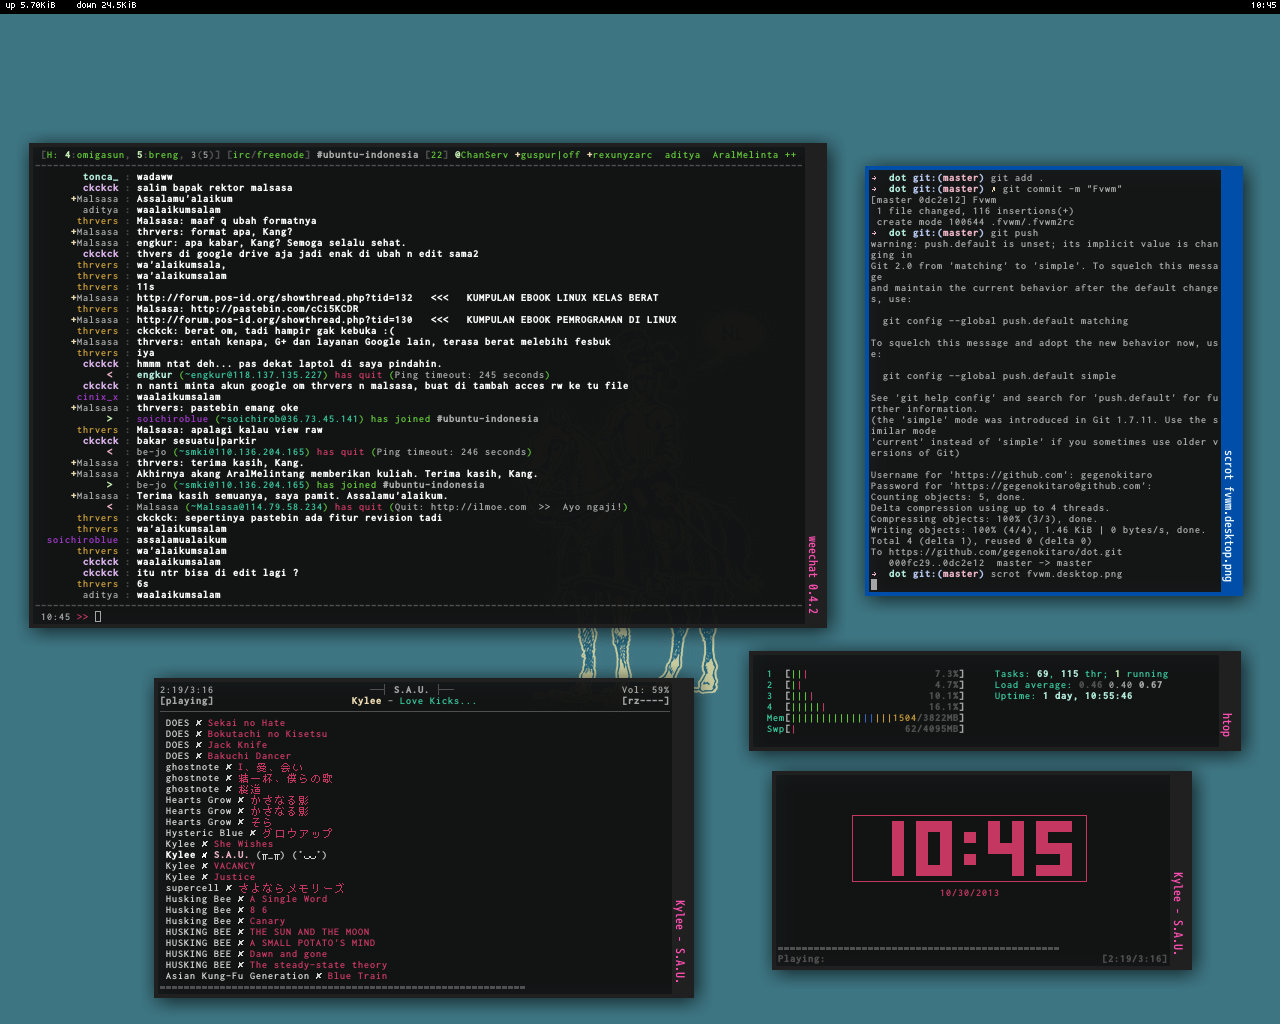 up 5.70KiB    down 24.5KiB    10:45
[H: 4:omigasun, 5:breng, 3(5)] [irc/freenode] #ubuntu-indonesia [22] @ChanServ +guspur|off +rexunyzarc  aditya  AralMelinta ++
tonca_ : wadaww
ckckck : salim bapak rektor malsasa
+Malsasa : Assalamu'alaikum
aditya : waalaikumsalam
thrvers : Malsasa: maaf q ubah formatnya
+Malsasa : thrvers: format apa, Kang?
+Malsasa : engkur: apa kabar, Kang? Semoga selalu sehat.
ckckck : thvers di google drive aja jadi enak di ubah n edit sama2
thrvers : wa'alaikumsala,
thrvers : wa'alaikumsalam
thrvers : 11s
+Malsasa : http://forum.pos-id.org/showthread.php?tid=132   <<<   KUMPULAN EBOOK LINUX KELAS BERAT
thrvers : Malsasa: http://pastebin.com/cCi5KCDR
+Malsasa : http://forum.pos-id.org/showthread.php?tid=130   <<<   KUMPULAN EBOOK PEMROGRAMAN DI LINUX
thrvers : ckckck: berat om, tadi hampir gak kebuka :(
+Malsasa : thrvers: entah kenapa, G+ dan layanan Google lain, terasa berat melebihi fesbuk
thrvers : iya
ckckck : hmmm ntat deh... pas dekat laptol di saya pindahin.
< : engkur (~engkur@118.137.135.227) has quit (Ping timeout: 245 seconds)
ckckck : n nanti minta akun google om thrvers n malsasa, buat di tambah acces rw ke tu file
cinix_x : waalaikumsalam
+Malsasa : thrvers: pastebin emang oke
> : soichiroblue (~soichirob@36.73.45.141) has joined #ubuntu-indonesia
thrvers : Malsasa: apalagi kalau view raw
ckckck : bakar sesuatu|parkir
< : be-jo (~smki@110.136.204.165) has quit (Ping timeout: 246 seconds)
+Malsasa : thrvers: terima kasih, Kang.
+Malsasa : Akhirnya akang AralMelintang memberikan kuliah. Terima kasih, Kang.
> : be-jo (~smki@110.136.204.165) has joined #ubuntu-indonesia
+Malsasa : Terima kasih semuanya, saya pamit. Assalamu'alaikum.
< : Malsasa (~Malsasa@114.79.58.234) has quit (Quit: http://ilmoe.com  >>  Ayo ngaji!)
thrvers : ckckck: sepertinya pastebin ada fitur revision tadi
thrvers : wa'alaikumsalam
soichiroblue : assalamualaikum
thrvers : wa'alaikumsalam
ckckck : waalaikumsalam
ckckck : itu ntr bisa di edit lagi ?
thrvers : 6s
aditya : waalaikumsalam
10:45 >>
weechat 0.4.2
➜  dot git:(master) git add .
➜  dot git:(master) ✗ git commit -m "Fvwm"
[master 0dc2e12] Fvwm
1 file changed, 116 insertions(+)
create mode 100644 .fvwm/.fvwm2rc
➜  dot git:(master) git push
warning: push.default is unset; its implicit value is chan
ging in
Git 2.0 from 'matching' to 'simple'. To squelch this messa
ge
and maintain the current behavior after the default change
s, use:
git config --global push.default matching
To squelch this message and adopt the new behavior now, us
e:
git config --global push.default simple
See 'git help config' and search for 'push.default' for fu
rther information.
(the 'simple' mode was introduced in Git 1.7.11. Use the s
imilar mode
'current' instead of 'simple' if you sometimes use older v
ersions of Git)
Username for 'https://github.com': gegenokitaro
Password for 'https://gegenokitaro@github.com':
Counting objects: 5, done.
Delta compression using up to 4 threads.
Compressing objects: 100% (3/3), done.
Writing objects: 100% (4/4), 1.46 KiB | 0 bytes/s, done.
Total 4 (delta 1), reused 0 (delta 0)
To https://github.com/gegenokitaro/dot.git
000fc29..0dc2e12  master -> master
➜  dot git:(master) scrot fvwm.desktop.png
scrot fvwm.desktop.png
2:19/3:16    S.A.U.    Vol: 59%
[playing]    Kylee - Love Kicks...    [rz----]
DOES ✘ Sekai no Hate
DOES ✘ Bokutachi no Kisetsu
DOES ✘ Jack Knife
DOES ✘ Bakuchi Dancer
ghostnote ✘ I、愛、会い
ghostnote ✘ 精一杯、僕らの歌
ghostnote ✘ 桜道
Hearts Grow ✘ かさなる影
Hearts Grow ✘ かさなる影
Hearts Grow ✘ そら
Hysteric Blue ✘ グロウアップ
Kylee ✘ She Wishes
Kylee ✘ S.A.U. (╥_╥) (˘⌣˘)
Kylee ✘ VACANCY
Kylee ✘ Justice
supercell ✘ さよならメモリーズ
Husking Bee ✘ A Single Word
Husking Bee ✘ 8 6
Husking Bee ✘ Canary
HUSKING BEE ✘ THE SUN AND THE MOON
HUSKING BEE ✘ A SMALL POTATO'S MIND
HUSKING BEE ✘ Dawn and gone
HUSKING BEE ✘ The steady-state theory
Asian Kung-Fu Generation ✘ Blue Train
Kylee - S.A.U.
1 [||| 7.3%]    Tasks: 69, 115 thr; 1 running
2 [|| 4.7%]    Load average: 0.46 0.40 0.67
3 [|||| 10.1%]    Uptime: 1 day, 10:55:46
4 [|||||| 16.1%]
Mem[||||||||||||||||||1504/3822MB]
Swp[| 62/4095MB]
htop
10:45
10/30/2013
Playing:    [2:19/3:16]
Kylee - S.A.U.